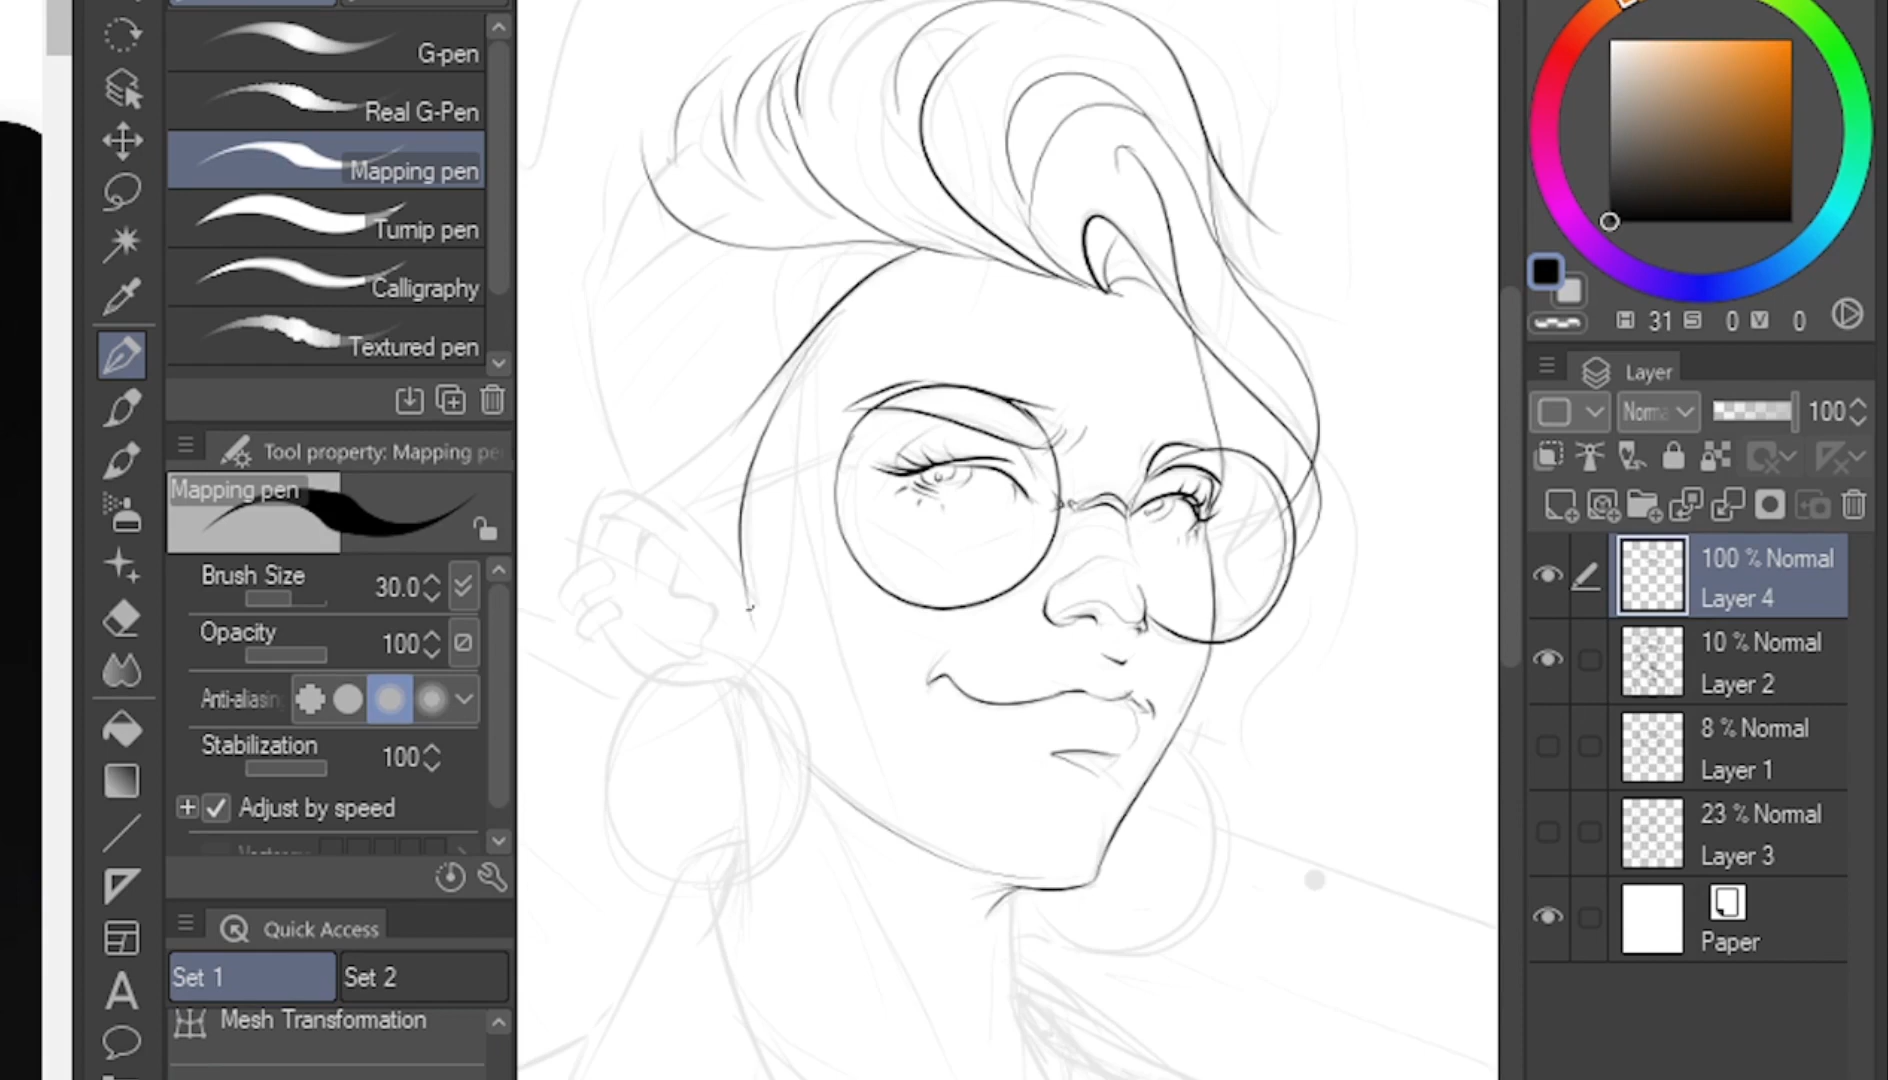 G-pen
Real G-Pen
Mapping pen
Turnip pen
Calligraphy
Textured pen
Tool property: Mapping pe
Mapping pen
Brush Size 30.0
Opacity 100
Anti-aliasin
Stabilization 100
Adjust by speed
Quick Access
Set 1 Set 2
Mesh Transformation
H 31 S 0 V 0
Layer
Norma 100
100 % Normal
Layer 4
10 % Normal
Layer 2
8 % Normal
Layer 1
23 % Normal
Layer 3
Paper